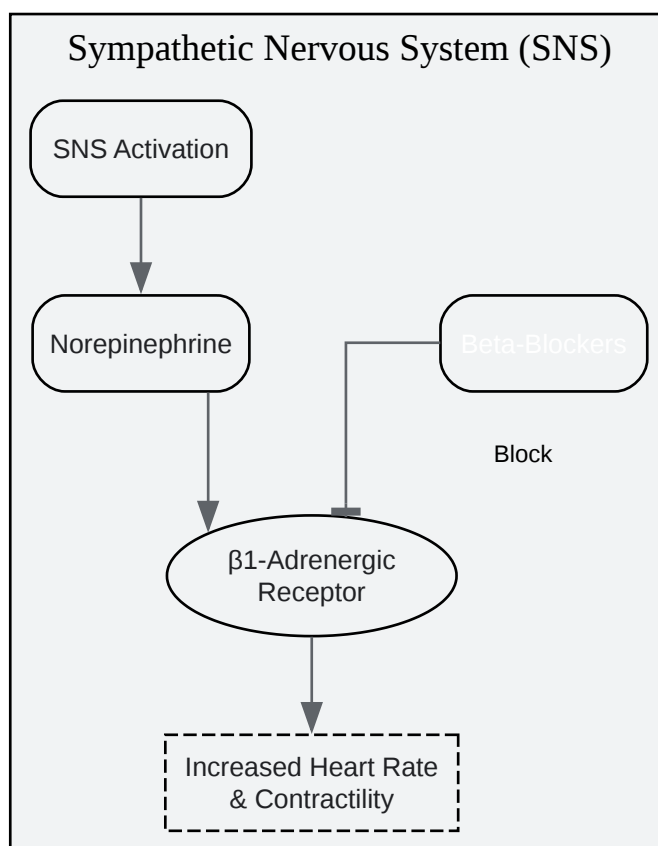 Sympathetic Nervous System (SNS)
SNS Activation
Norepinephrine
Beta-Blockers
Block
β1-Adrenergic
Receptor
Increased Heart Rate
& Contractility